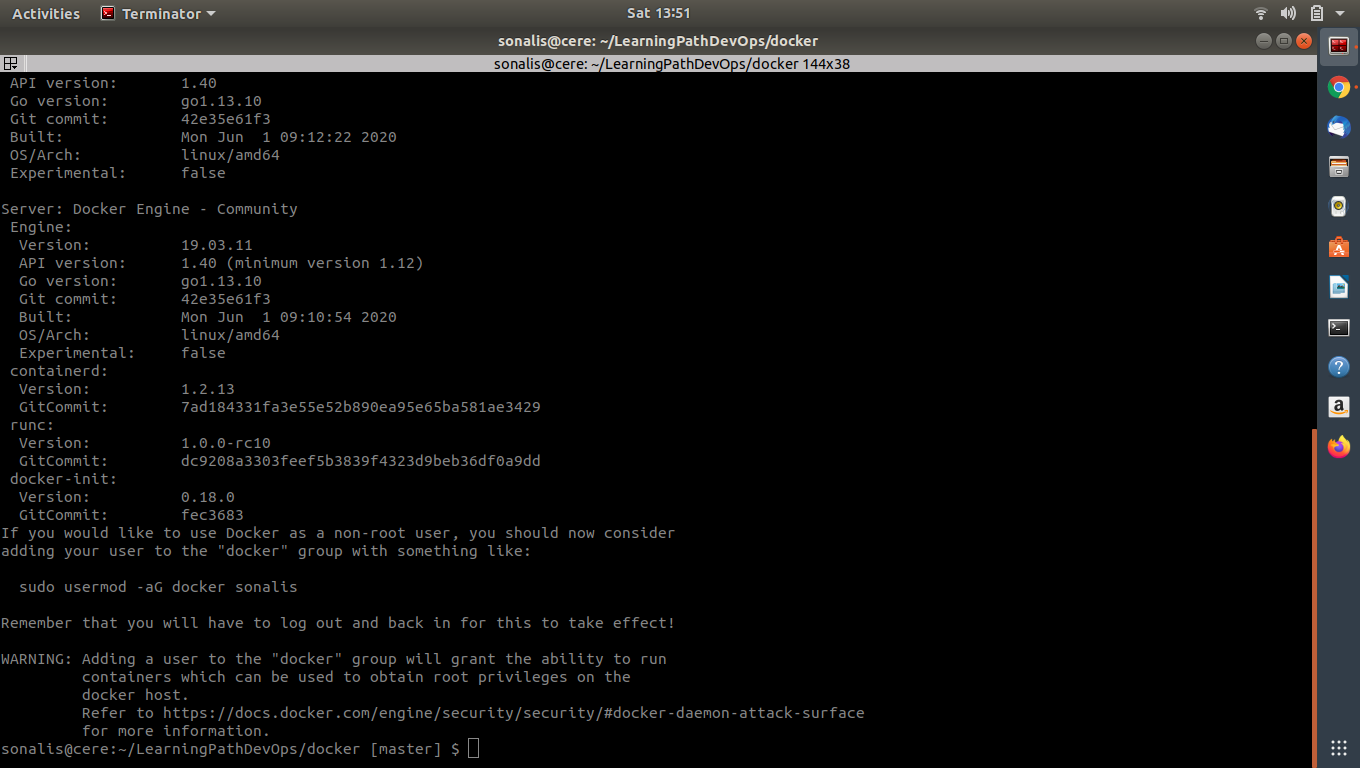 Activities Terminator Sat 13:51
sonalis@cere: ~/LearningPathDevOps/docker
sonalis@cere: ~/LearningPathDevOps/docker 144x38
API version: 1.40
Go version: go1.13.10
Git commit: 42e35e61f3
Built: Mon Jun  1 09:12:22 2020
OS/Arch: linux/amd64
Experimental: false
Server: Docker Engine - Community
Engine:
Version: 19.03.11
API version: 1.40 (minimum version 1.12)
Go version: go1.13.10
Git commit: 42e35e61f3
Built: Mon Jun  1 09:10:54 2020
OS/Arch: linux/amd64
Experimental: false
containerd:
Version: 1.2.13
GitCommit: 7ad184331fa3e55e52b890ea95e65ba581ae3429
runc:
Version: 1.0.0-rc10
GitCommit: dc9208a3303feef5b3839f4323d9beb36df0a9dd
docker-init:
Version: 0.18.0
GitCommit: fec3683
If you would like to use Docker as a non-root user, you should now consider
adding your user to the "docker" group with something like:
sudo usermod -aG docker sonalis
Remember that you will have to log out and back in for this to take effect!
WARNING: Adding a user to the "docker" group will grant the ability to run
containers which can be used to obtain root privileges on the
docker host.
Refer to https://docs.docker.com/engine/security/security/#docker-daemon-attack-surface
for more information.
sonalis@cere:~/LearningPathDevOps/docker [master] $